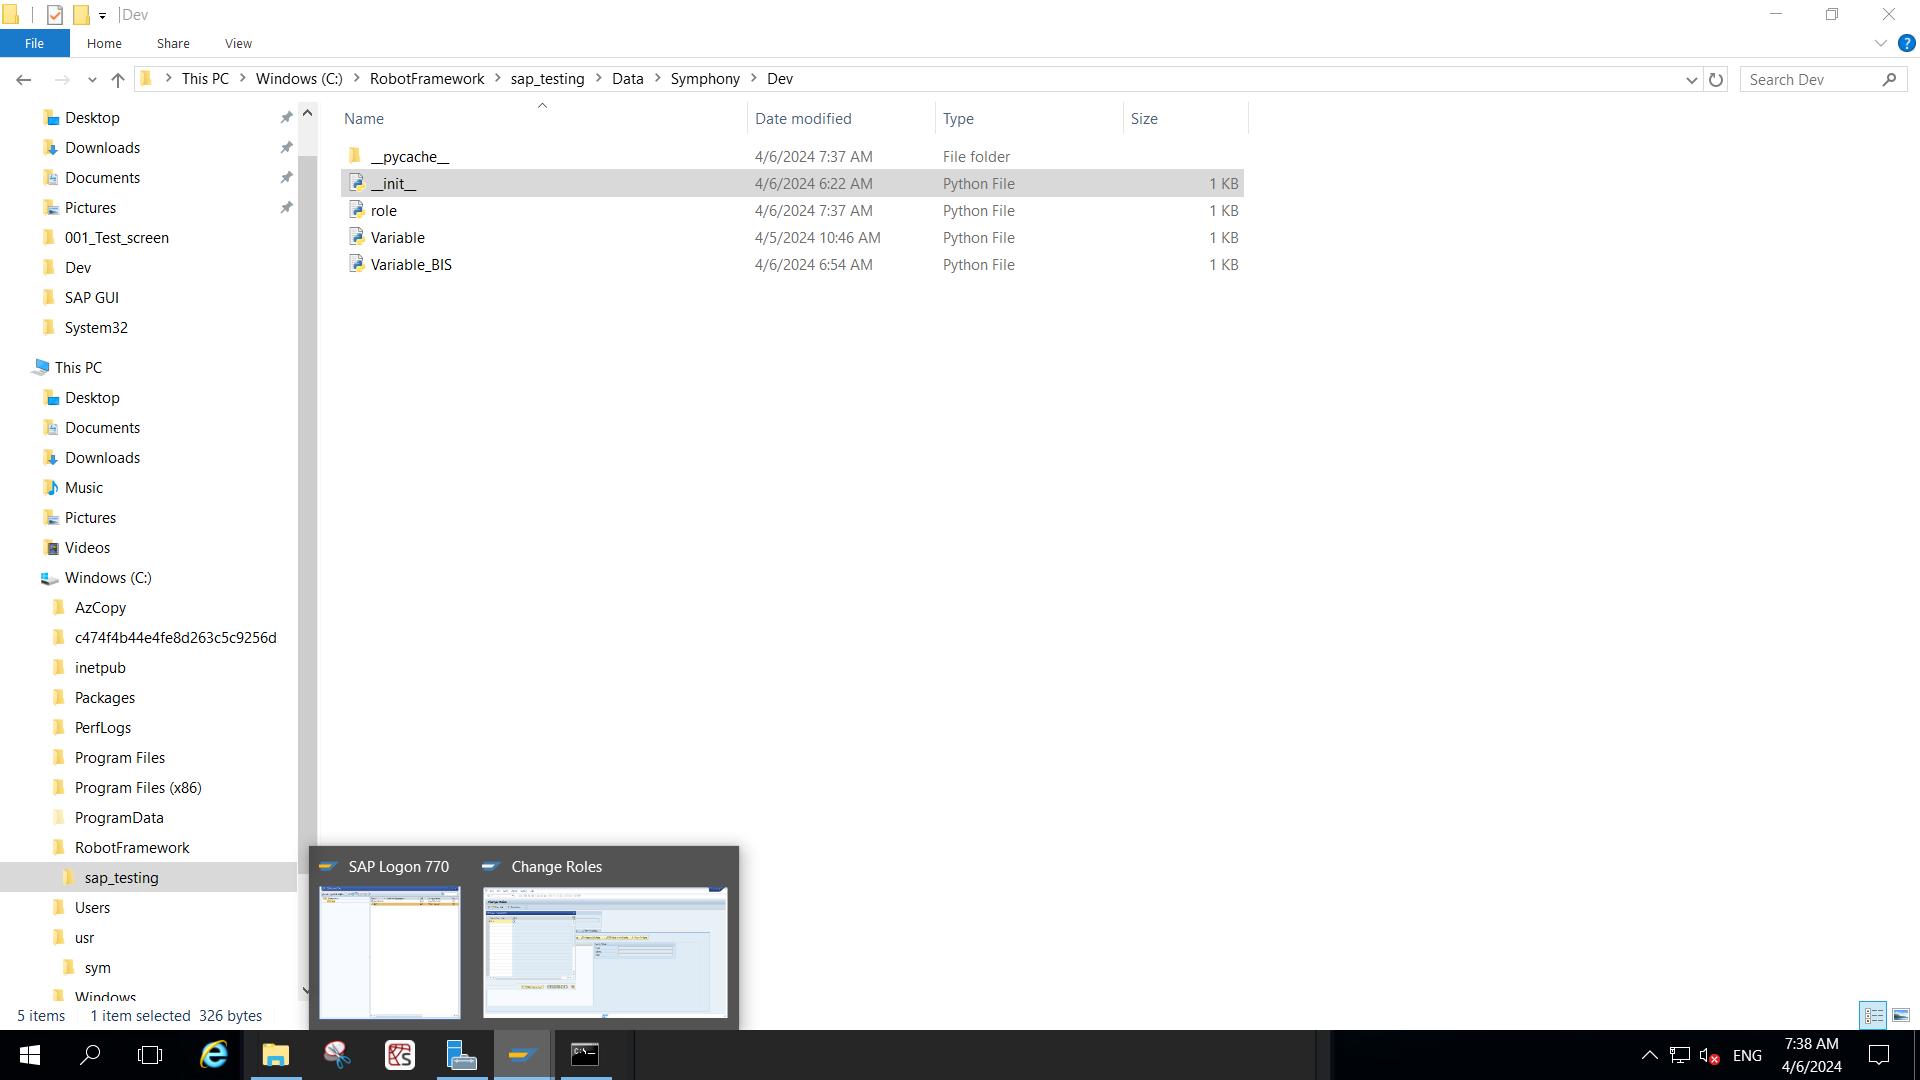 Dev
File
Home
Share
View
This PC
Windows (C:)
RobotFramework
sap_testing
Data
Symphony
Dev
Search Dev
Name
Date modified
Type
Size
__pycache__
4/6/2024 7:37 AM
File folder
__init__
4/6/2024 6:22 AM
Python File
1 KB
role
4/6/2024 7:37 AM
Python File
1 KB
Variable
4/5/2024 10:46 AM
Python File
1 KB
Variable_BIS
4/6/2024 6:54 AM
Python File
1 KB
Desktop
Downloads
Documents
Pictures
001_Test_screen
Dev
SAP GUI
System32
This PC
Desktop
Documents
Downloads
Music
Pictures
Videos
Windows (C:)
AzCopy
c474f4b44e4fe8d263c5c9256d
inetpub
Packages
PerfLogs
Program Files
Program Files (x86)
ProgramData
RobotFramework
sap_testing
Users
usr
sym
Windows
SAP Logon 770
Change Roles
5 items
1 item selected 326 bytes
ENG
7:38 AM
4/6/2024